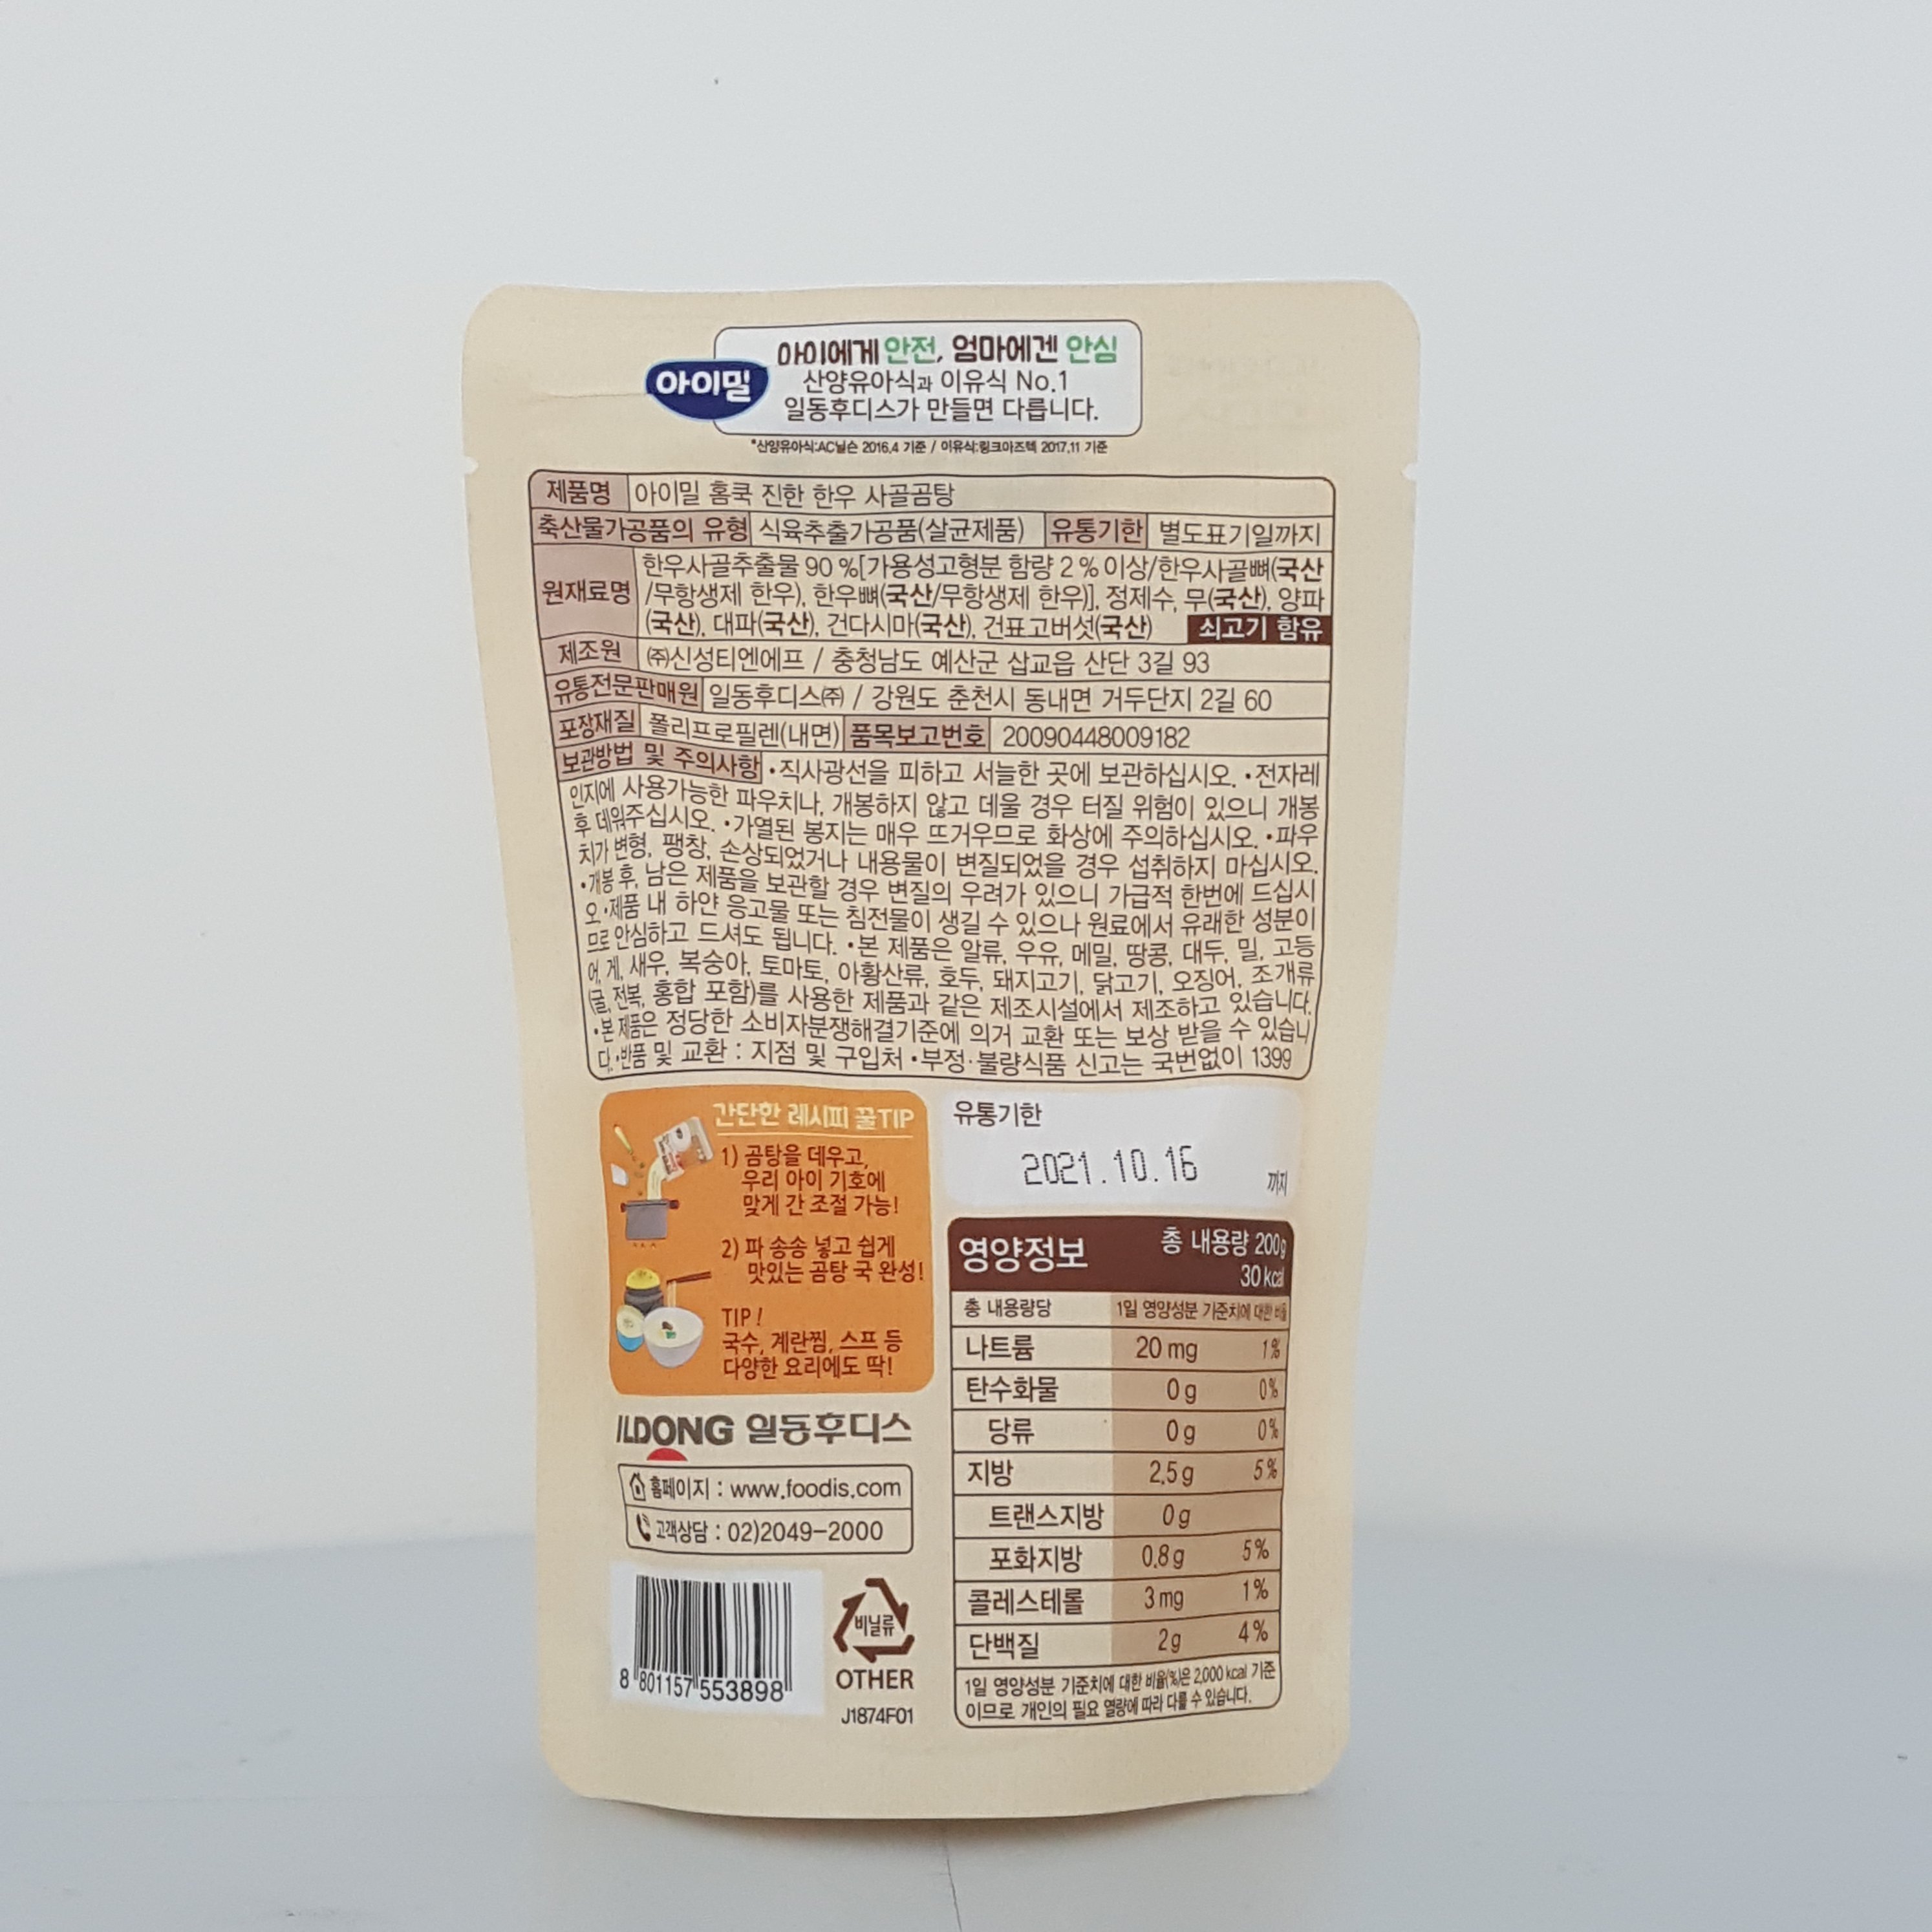 아이밀
아이에게 안전, 엄마에겐 안심
산양유아식과 이유식 No.1
일동후디스가 만들면 다릅니다.
*산양유아식:AC닐슨 2016.4 기준 / 이유식:링크아즈텍 2017.11 기준
제품명 아이밀 홈쿡 진한 한우 사골곰탕
축산물가공품의 유형 식육추출가공품(살균제품) 유통기한 별도표기일까지
원재료명 한우사골추출물 90 %[가용성고형분 함량 2 % 이상/한우사골뼈(국산
/무항생제 한우), 한우뼈(국산/무항생제 한우)], 정제수, 무(국산), 양파
(국산), 대파(국산), 건다시마(국산), 건표고버섯(국산) 쇠고기 함유
제조원 ㈜신성티엔에프 / 충청남도 예산군 삽교읍 산단 3길 93
유통전문판매원 일동후디스㈜ / 강원도 춘천시 동내면 거두단지 2길 60
포장재질 폴리프로필렌(내면) 품목보고번호 20090448009182
보관방법 및 주의사항 •직사광선을 피하고 서늘한 곳에 보관하십시오. •전자레
인지에 사용가능한 파우치나, 개봉하지 않고 데울 경우 터질 위험이 있으니 개봉
후 데워주십시오. •가열된 봉지는 매우 뜨거우므로 화상에 주의하십시오. •파우
치가 변형, 팽창, 손상되었거나 내용물이 변질되었을 경우 섭취하지 마십시오.
•개봉 후, 남은 제품을 보관할 경우 변질의 우려가 있으니 가급적 한번에 드십시
오 •제품 내 하얀 응고물 또는 침전물이 생길 수 있으나 원료에서 유래한 성분이
므로 안심하고 드셔도 됩니다. •본 제품은 알류, 우유, 메밀, 땅콩, 대두, 밀, 고등
어, 게, 새우, 복숭아, 토마토, 아황산류, 호두, 돼지고기, 닭고기, 오징어, 조개류
(굴, 전복, 홍합 포함)를 사용한 제품과 같은 제조시설에서 제조하고 있습니다.
•본 제품은 정당한 소비자분쟁해결기준에 의거 교환 또는 보상 받을 수 있습니
다. •반품 및 교환 : 지점 및 구입처 •부정·불량식품 신고는 국번없이 1399
간단한 레시피 꿀TIP
1) 곰탕을 데우고,
우리 아이 기호에
맞게 간 조절 가능!
2) 파 송송 넣고 쉽게
맛있는 곰탕 국 완성!
TIP !
국수, 계란찜, 스프 등
다양한 요리에도 딱!
유통기한
2021.10.16
까지
영양정보 총 내용량 200g
30 kcal
총 내용량당 1일 영양성분 기준치에 대한 비율
나트륨 20 mg 1 %
탄수화물 0 g 0 %
당류 0 g 0 %
지방 2.5 g 5 %
트랜스지방 0 g
포화지방 0.8 g 5 %
콜레스테롤 3 mg 1 %
단백질 2 g 4 %
1일 영양성분 기준치에 대한 비율(%)은 2,000 kcal 기준
이므로 개인의 필요 열량에 따라 다를 수 있습니다.
ILDONG 일동후디스
홈페이지 : www.foodis.com
고객상담 : 02)2049-2000
8 801157 553898
비닐류
OTHER
J1874F01